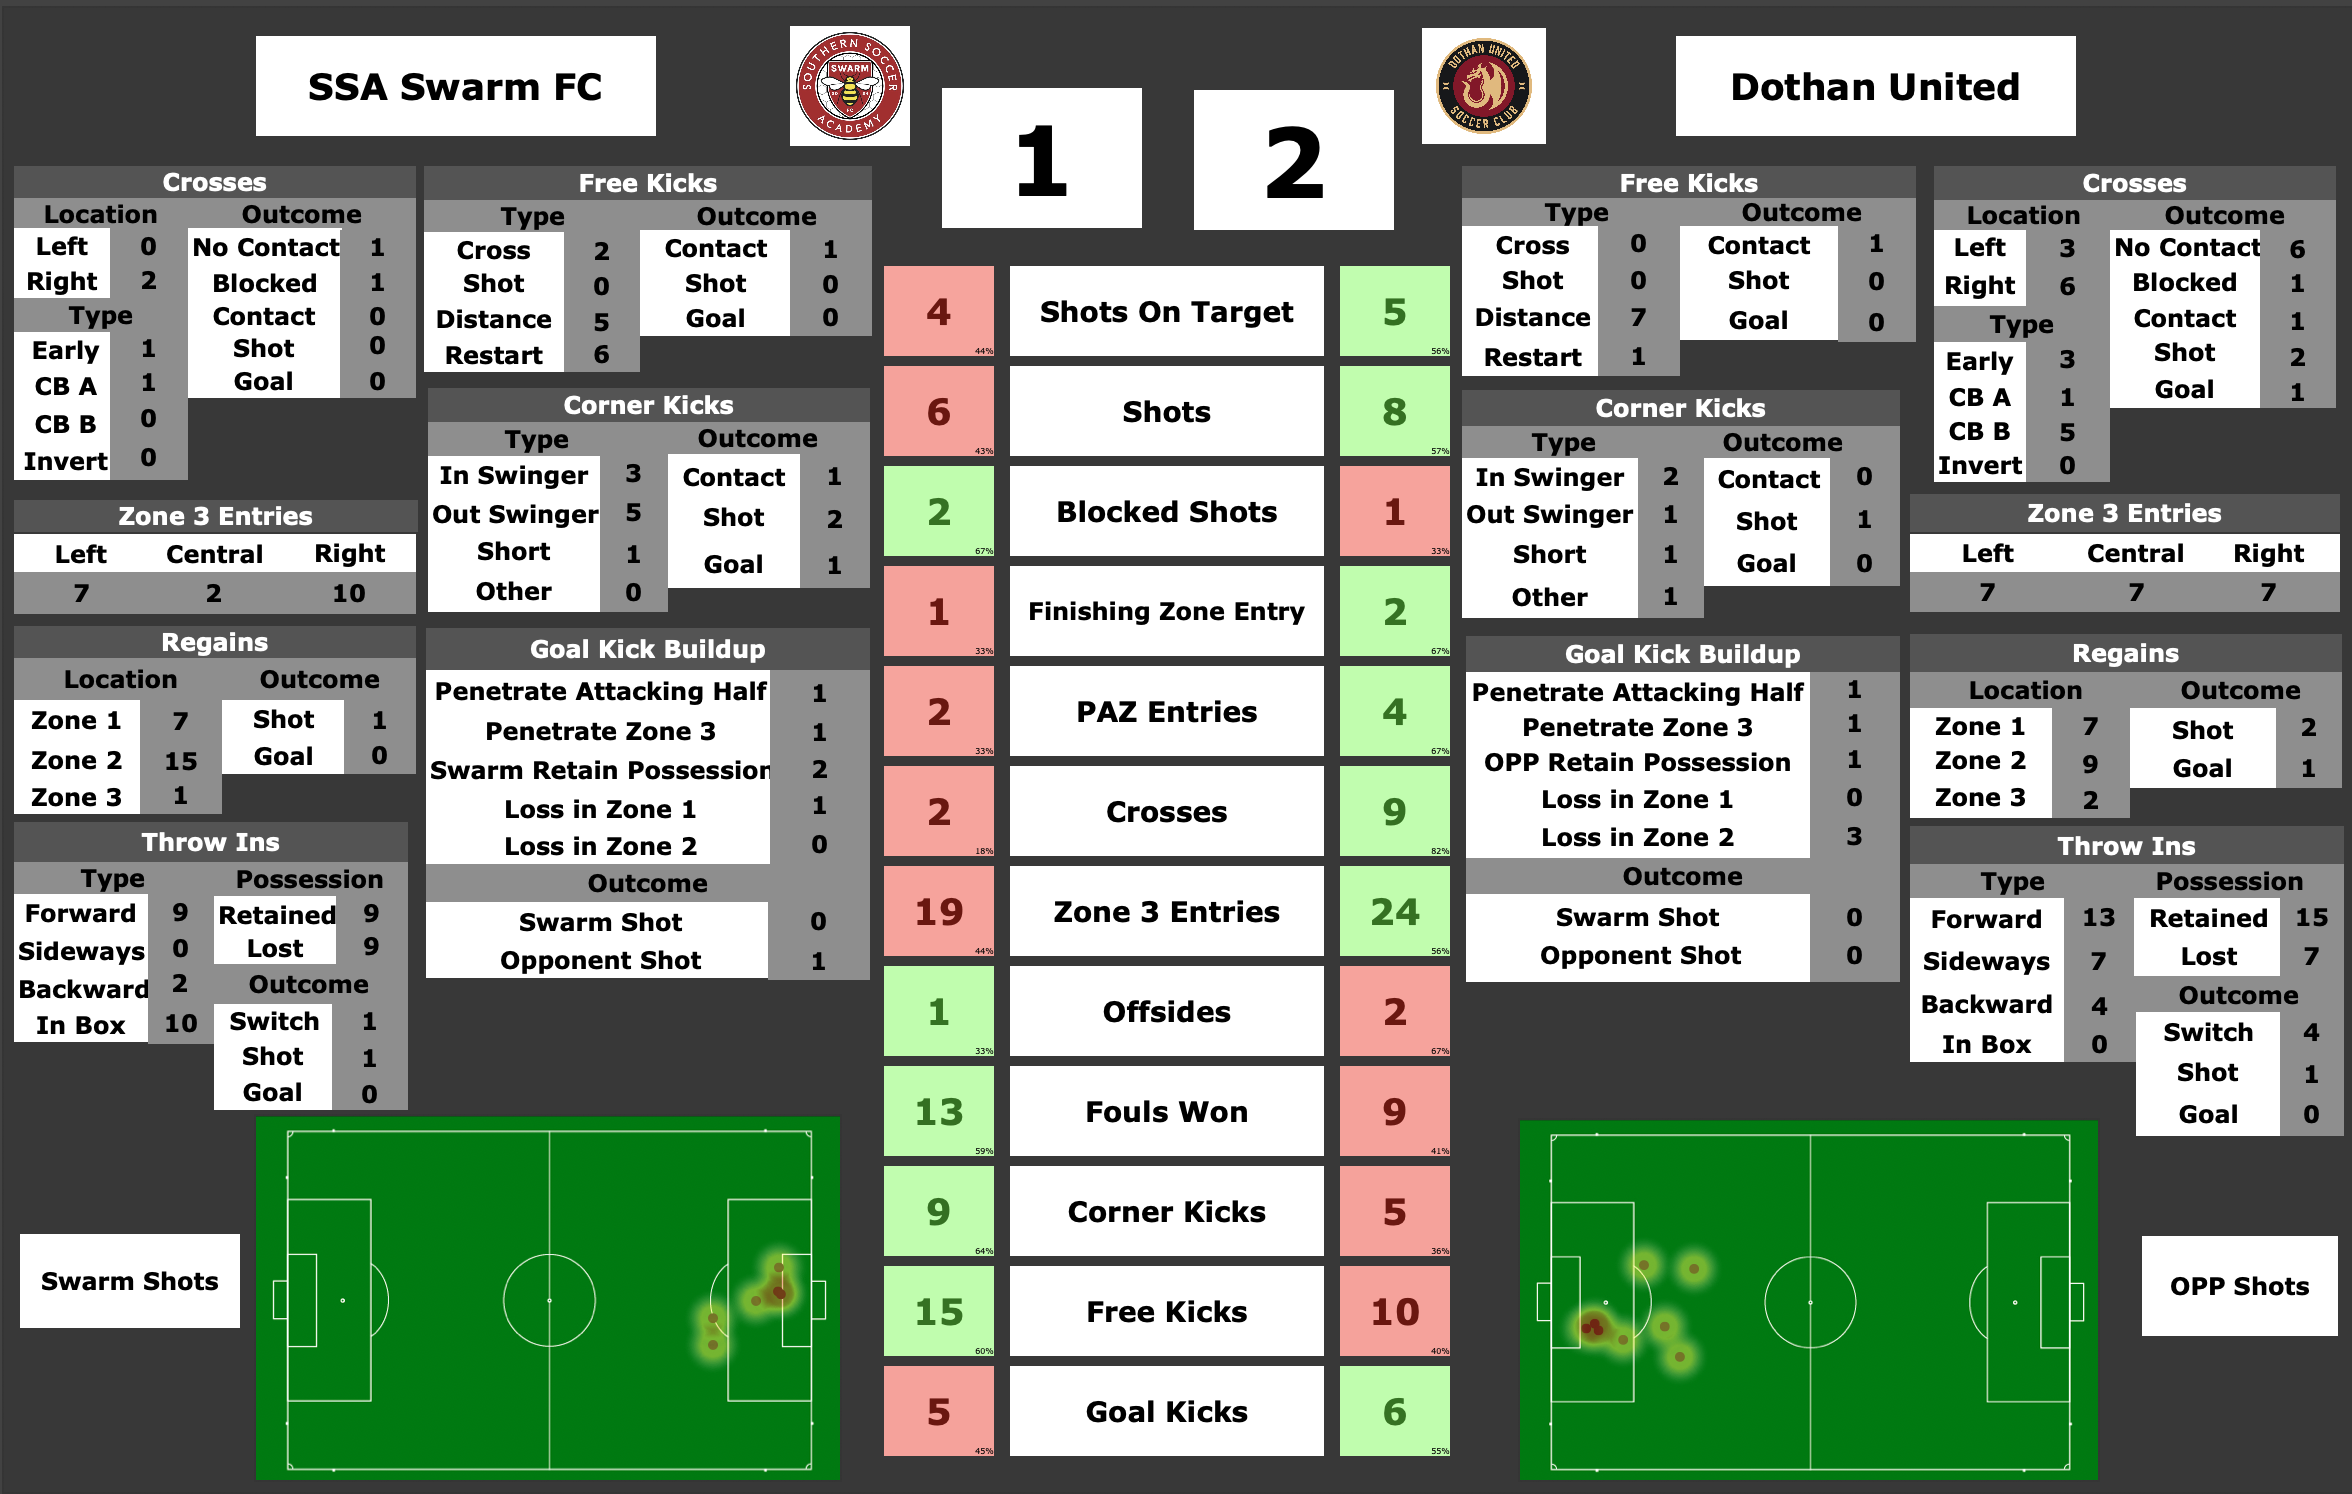 SSA Swarm FC
SOUTHERN SOCCER
SWARM
FC
ACADEMY
1
2
DOTHAN UNITED
SOCCER CLUB
Dothan United
Crosses
Location Outcome
Left 0 No Contact 1
Right 2 Blocked 1
Type Contact 0
Early 1 Shot 0
CB A 1 Goal 0
CB B 0
Invert 0
Zone 3 Entries
Left Central Right
7 2 10
Regains
Location Outcome
Zone 1 7 Shot 1
Zone 2 15 Goal 0
Zone 3 1
Throw Ins
Type Possession
Forward 9 Retained 9
Sideways 0 Lost 9
Backward 2 Outcome
In Box 10 Switch 1
Shot 1
Goal 0
Free Kicks
Type Outcome
Cross 2 Contact 1
Shot 0 Shot 0
Distance 5 Goal 0
Restart 6
Corner Kicks
Type Outcome
In Swinger 3 Contact 1
Out Swinger 5 Shot 2
Short 1 Goal 1
Other 0
Goal Kick Buildup
Penetrate Attacking Half 1
Penetrate Zone 3 1
Swarm Retain Possession 2
Loss in Zone 1 1
Loss in Zone 2 0
Outcome
Swarm Shot 0
Opponent Shot 1
4 44% Shots On Target 5 56%
6 43% Shots 8 57%
2 67% Blocked Shots 1 33%
1 33% Finishing Zone Entry 2 67%
2 33% PAZ Entries 4 67%
2 18% Crosses 9 82%
19 44% Zone 3 Entries 24 56%
1 33% Offsides 2 67%
13 59% Fouls Won 9 41%
9 64% Corner Kicks 5 36%
15 60% Free Kicks 10 40%
5 45% Goal Kicks 6 55%
Free Kicks
Type Outcome
Cross 0 Contact 1
Shot 0 Shot 0
Distance 7 Goal 0
Restart 1
Corner Kicks
Type Outcome
In Swinger 2 Contact 0
Out Swinger 1 Shot 1
Short 1 Goal 0
Other 1
Goal Kick Buildup
Penetrate Attacking Half 1
Penetrate Zone 3 1
OPP Retain Possession 1
Loss in Zone 1 0
Loss in Zone 2 3
Outcome
Swarm Shot 0
Opponent Shot 0
Crosses
Location Outcome
Left 3 No Contact 6
Right 6 Blocked 1
Type Contact 1
Early 3 Shot 2
CB A 1 Goal 1
CB B 5
Invert 0
Zone 3 Entries
Left Central Right
7 7 7
Regains
Location Outcome
Zone 1 7 Shot 2
Zone 2 9 Goal 1
Zone 3 2
Throw Ins
Type Possession
Forward 13 Retained 15
Sideways 7 Lost 7
Backward 4 Outcome
In Box 0 Switch 4
Shot 1
Goal 0
Swarm Shots
OPP Shots